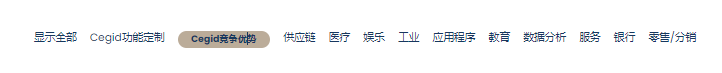 显示全部 Cegid功能定制 Cegid竞争优势 供应链 医疗 娱乐 工业 应用程序 教育 数据分析 服务 银行 零售/分销